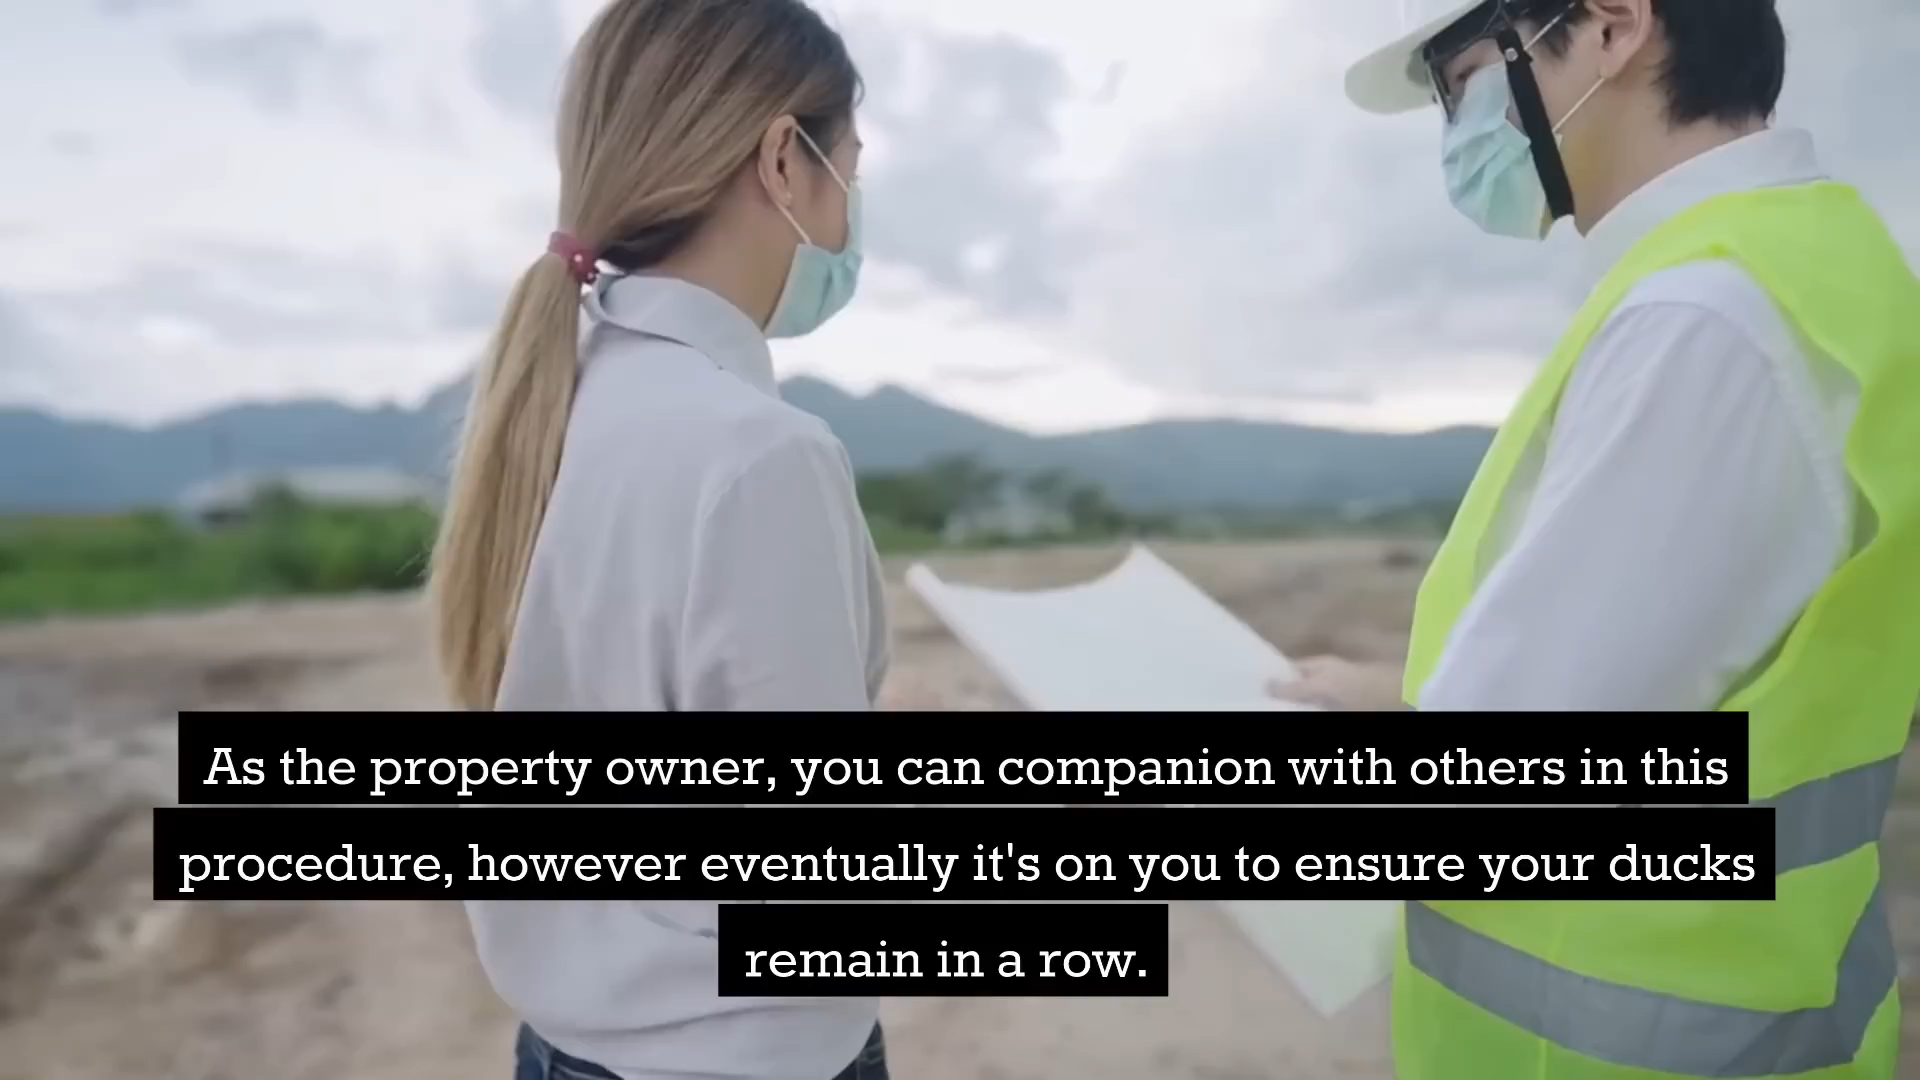 As the property owner, you can companion with others in this
procedure, however eventually it's on you to ensure your ducks
remain in a row.